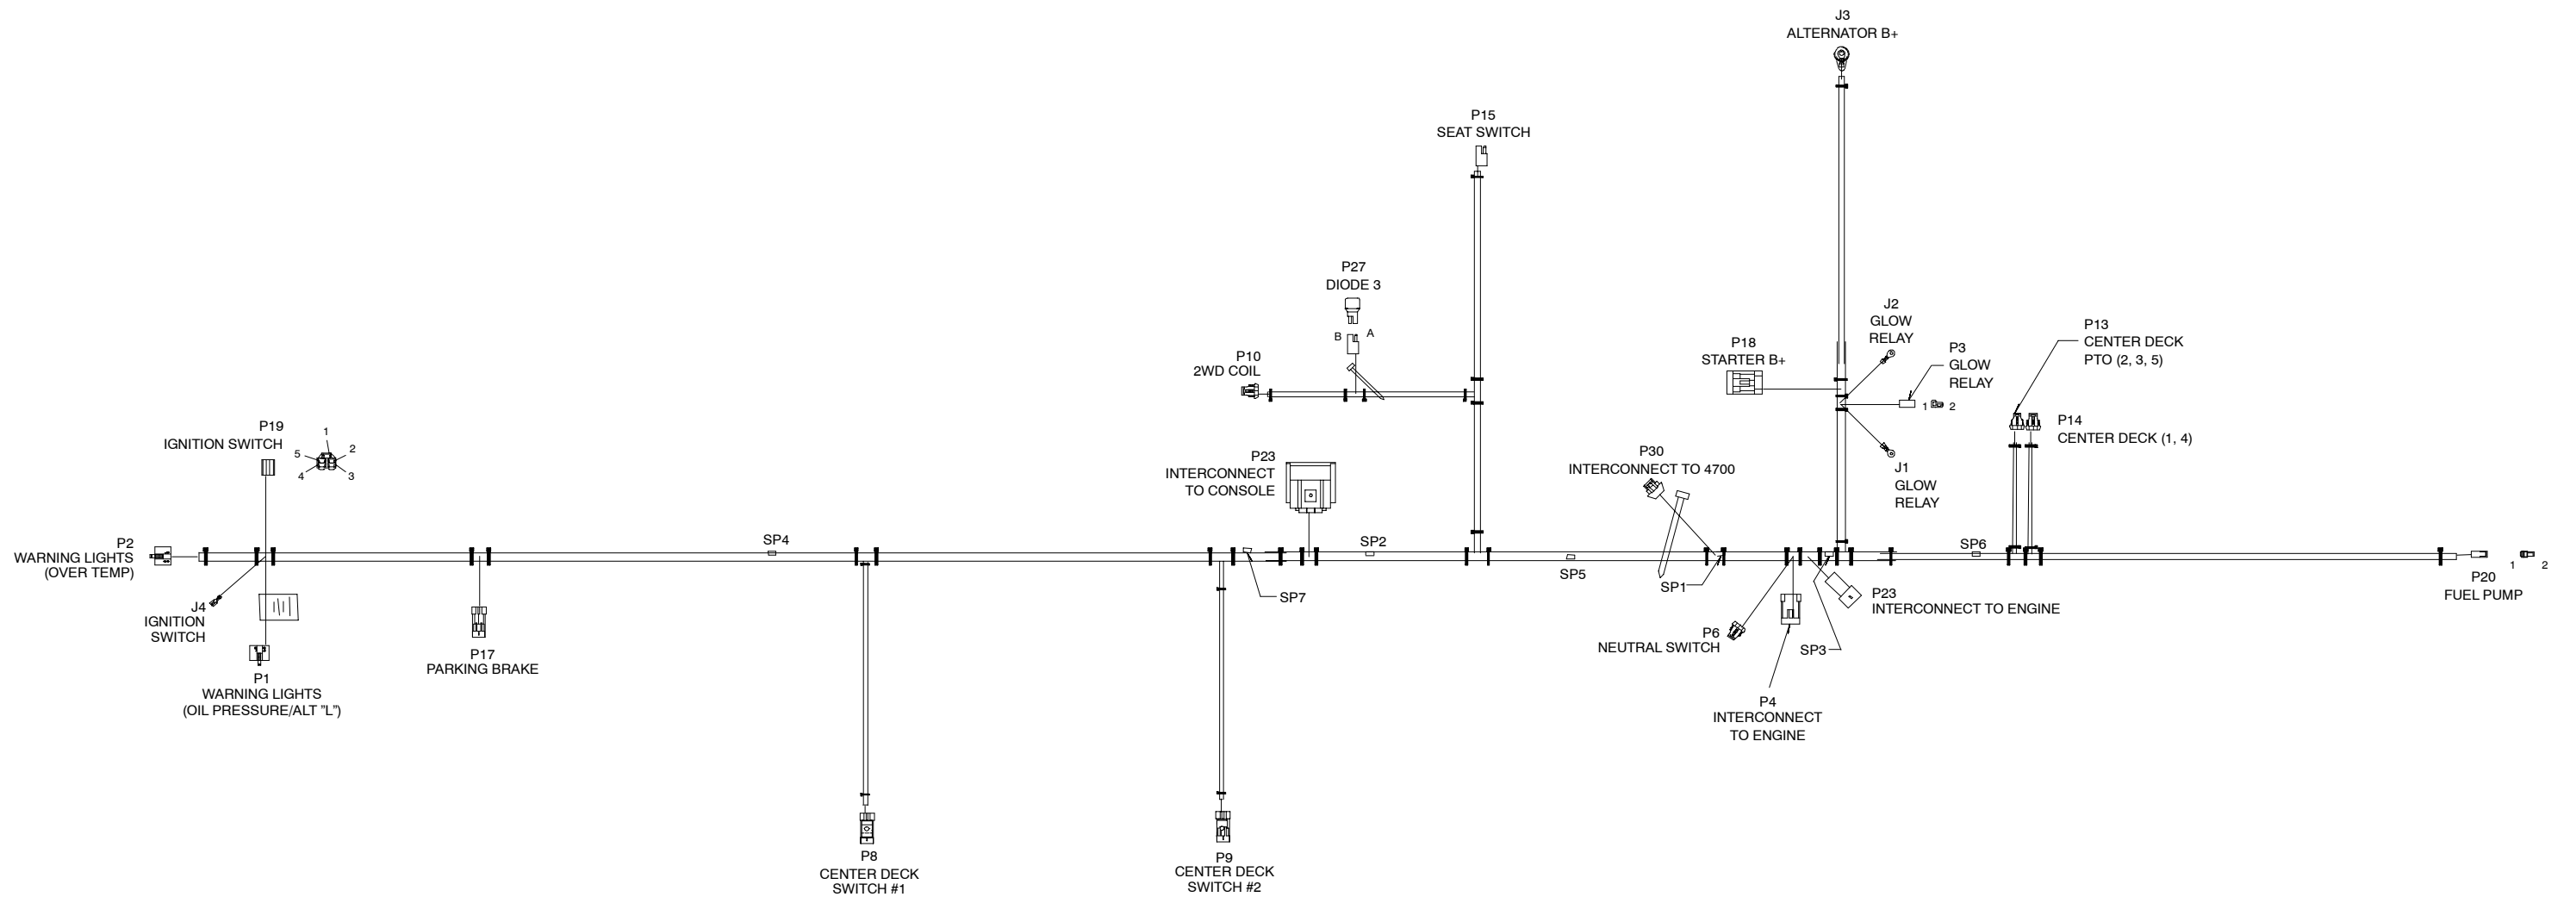 J3
ALTERNATOR B+
P15
SEAT SWITCH
P27
DIODE 3
B
A
P10
2WD COIL
J2
GLOW
RELAY
P18
STARTER B+
P3
GLOW
RELAY
1
2
P13
CENTER DECK
PTO (2, 3, 5)
P14
CENTER DECK (1, 4)
J1
GLOW
RELAY
P19
IGNITION SWITCH
1
2
3
4
5
P23
INTERCONNECT
TO CONSOLE
P30
INTERCONNECT TO 4700
P2
WARNING LIGHTS
(OVER TEMP)
SP4
SP2
SP5
SP1
SP6
SP7
J4
IGNITION
SWITCH
P1
WARNING LIGHTS
(OIL PRESSURE/ALT ”L”)
P17
PARKING BRAKE
P6
NEUTRAL SWITCH
SP3
P23
INTERCONNECT TO ENGINE
P4
INTERCONNECT
TO ENGINE
1
2
P20
FUEL PUMP
P8
CENTER DECK
SWITCH #1
P9
CENTER DECK
SWITCH #2